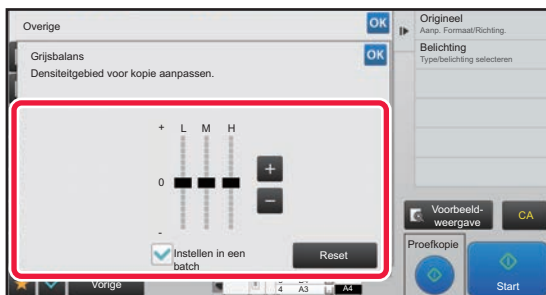 Overige
OK
Grijsbalans
OK
Densiteitgebied voor kopie aanpassen.
+ L M H
0
+
-
-
Instellen in een
batch
Reset
Vorige
4 A3
A4
Origineel
Aanp. Formaat/Richting.
Belichting
Type/belichting selecteren
Voorbeeld-
weergave
CA
Proefkopie
Start